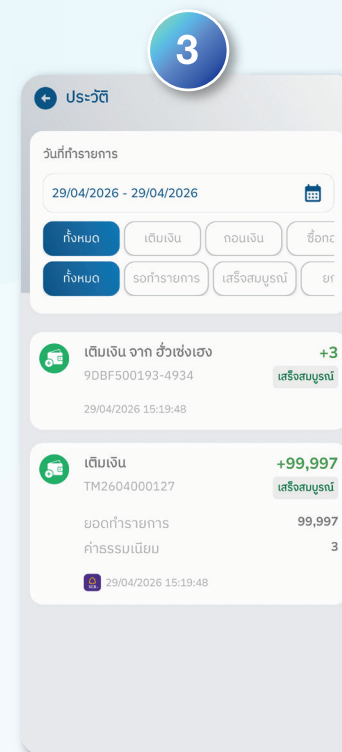 3
ประวัติ
วันที่ทำรายการ
29/04/2026 - 29/04/2026
ทั้งหมด เติมเงิน ถอนเงิน
ทั้งหมด รอทำรายการ เสร็จสมบูรณ์
เติมเงิน จาก ฮั่วเซ่งเฮง +3
9DBF500193-4934 เสร็จสมบูรณ์
29/04/2026 15:19:48
เติมเงิน +99,997
TM2604000127 เสร็จสมบูรณ์
ยอดทำรายการ 99,997
ค่าธรรมเนียม 3
29/04/2026 15:19:48